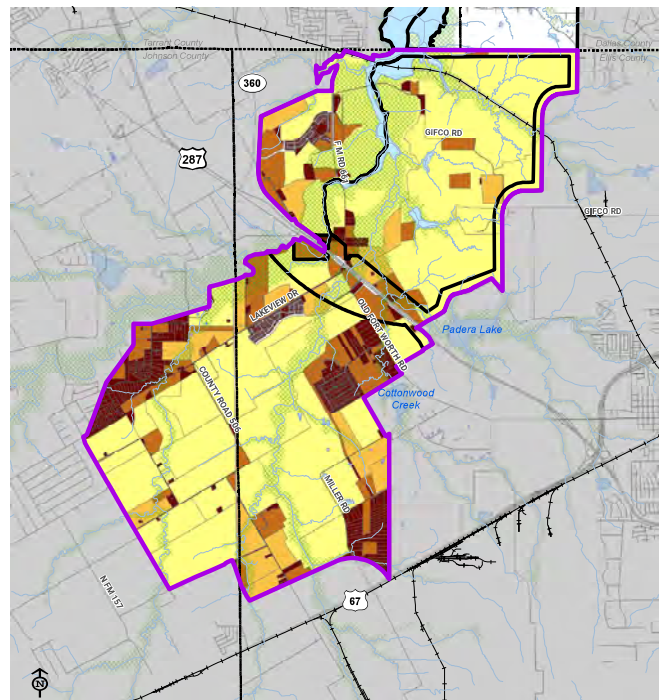 Tarrant County
Johnson County
Dallas County
Ellis County
360
287
F M RD 661
GIFCO RD
GIFCO RD
LAKEVIEW DR
OLD FORT WORTH RD
Padera Lake
Cottonwood
Creek
COUNTY ROAD 506
MILLER RD
N FM 157
67
N